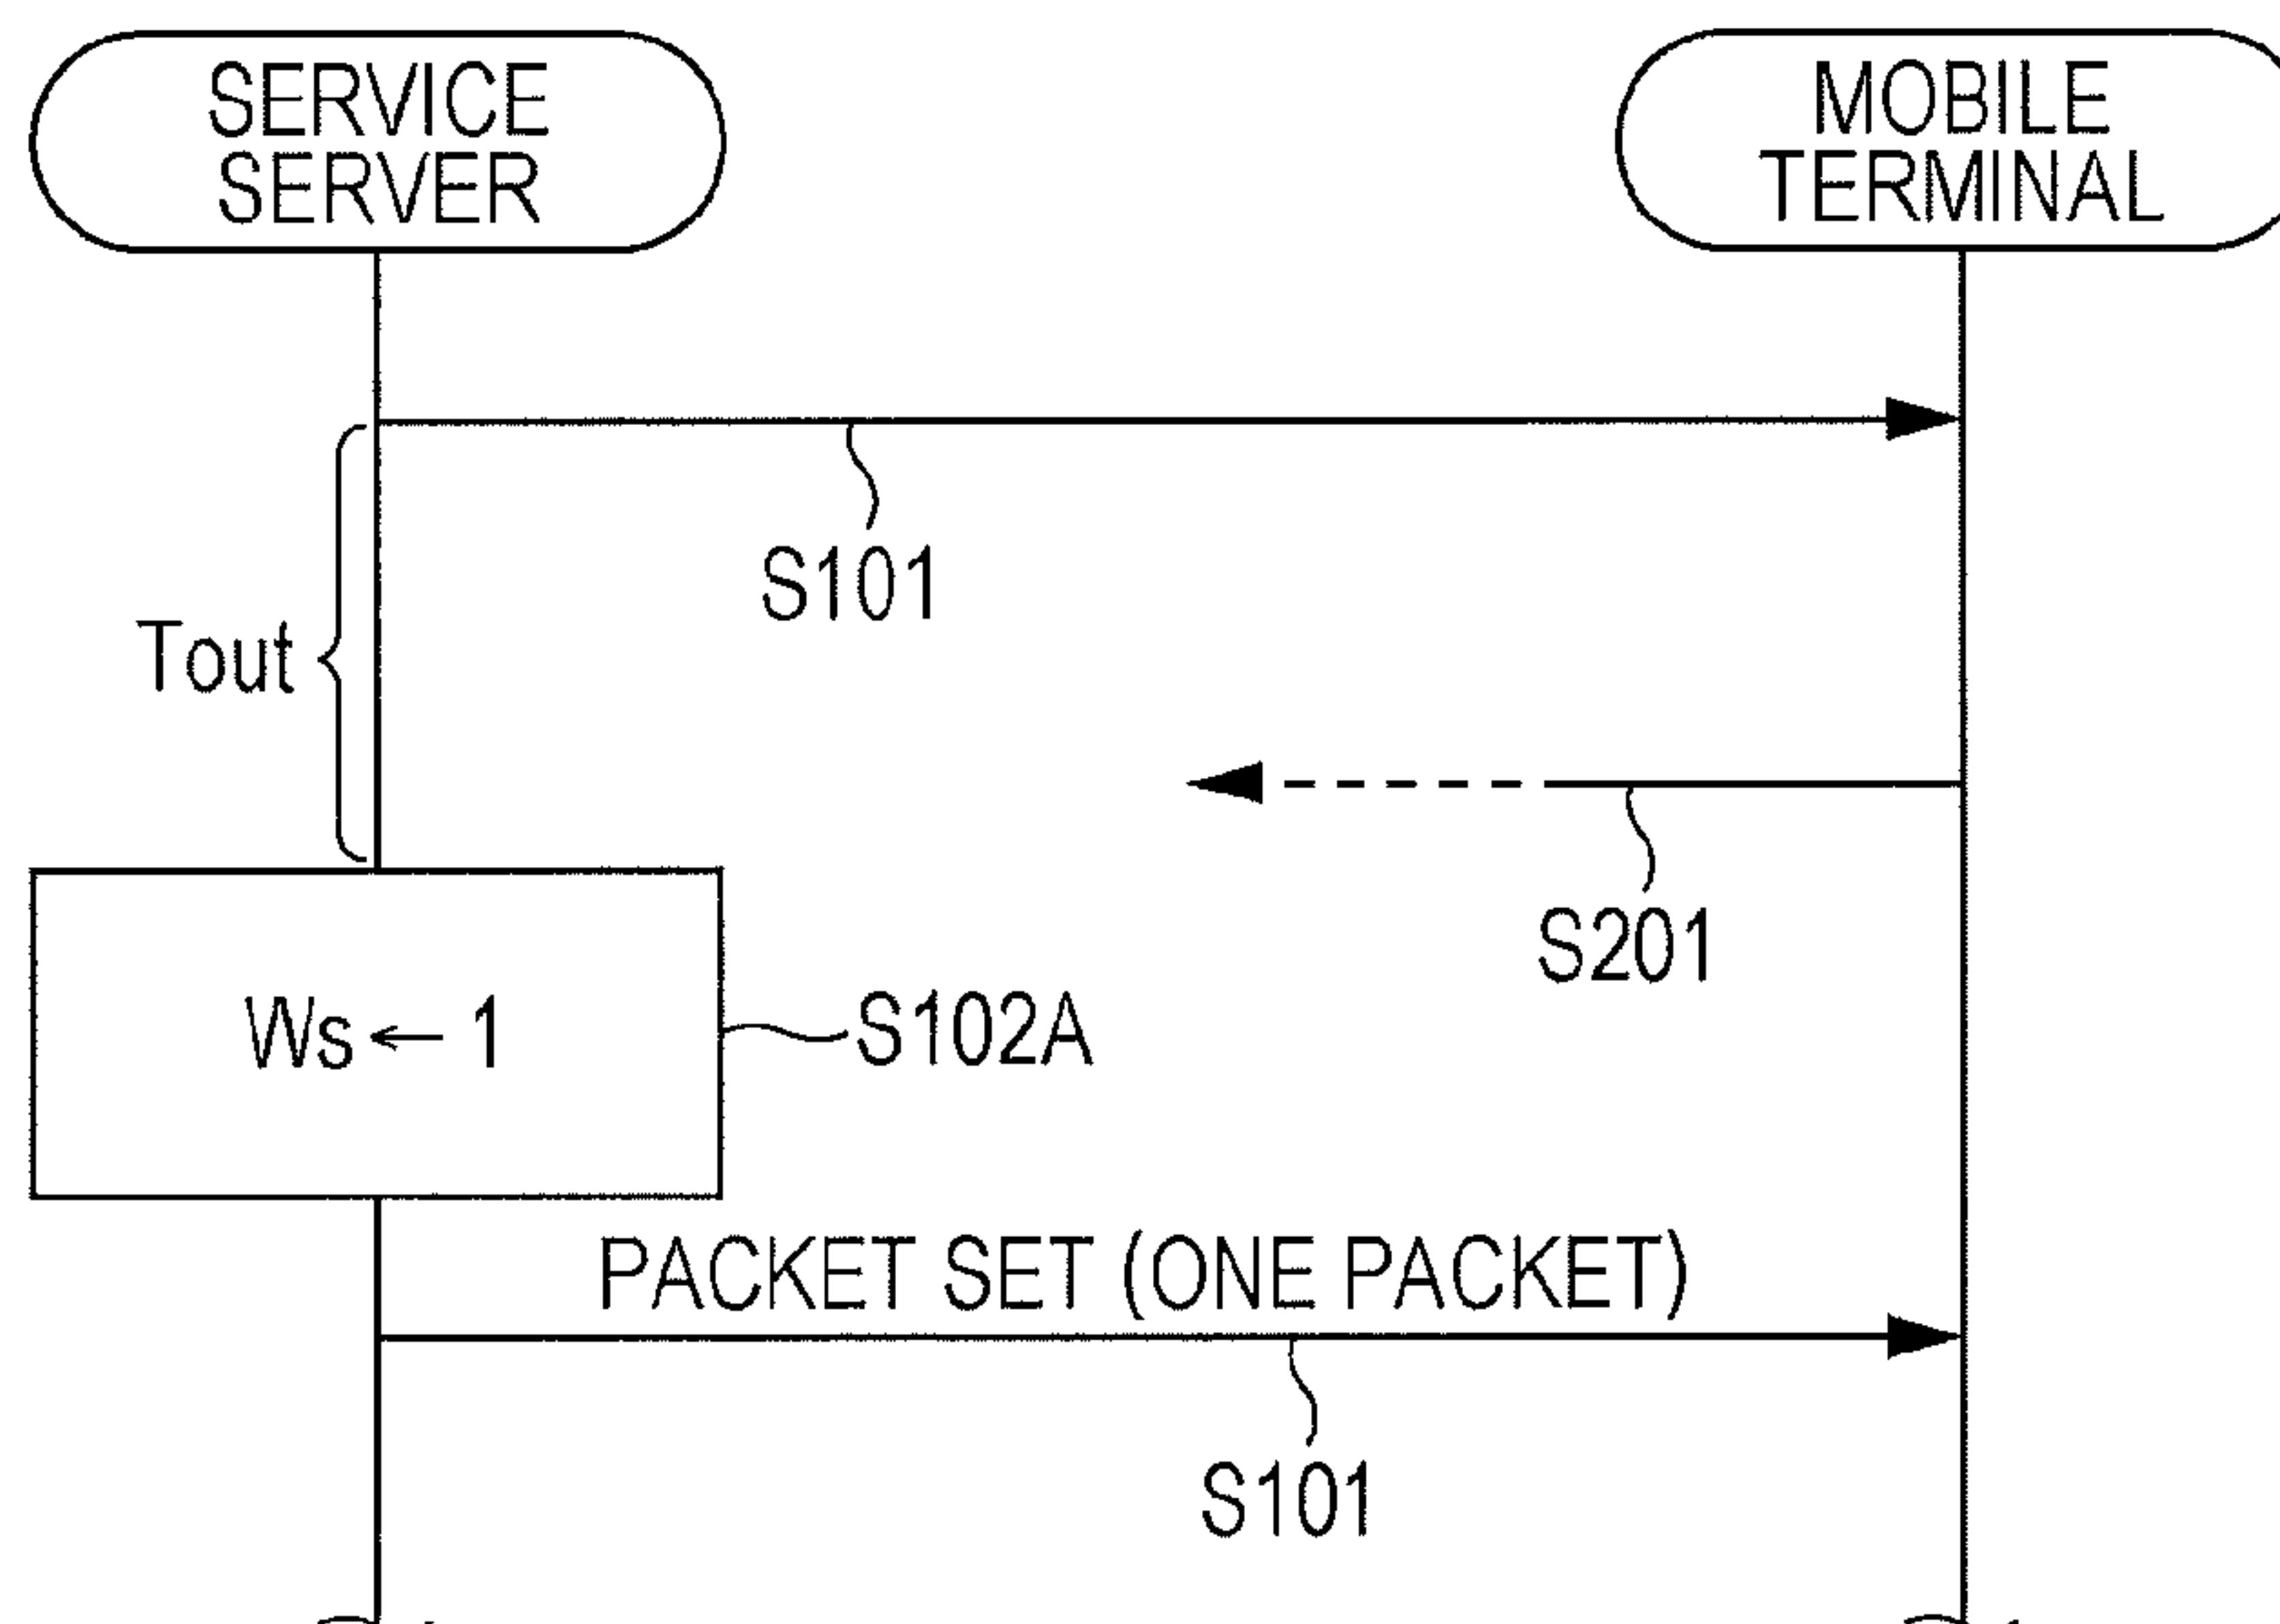 SERVICE
SERVER
MOBILE
TERMINAL
S101
Tout
S201
Ws ← 1
S102A
PACKET SET (ONE PACKET)
S101